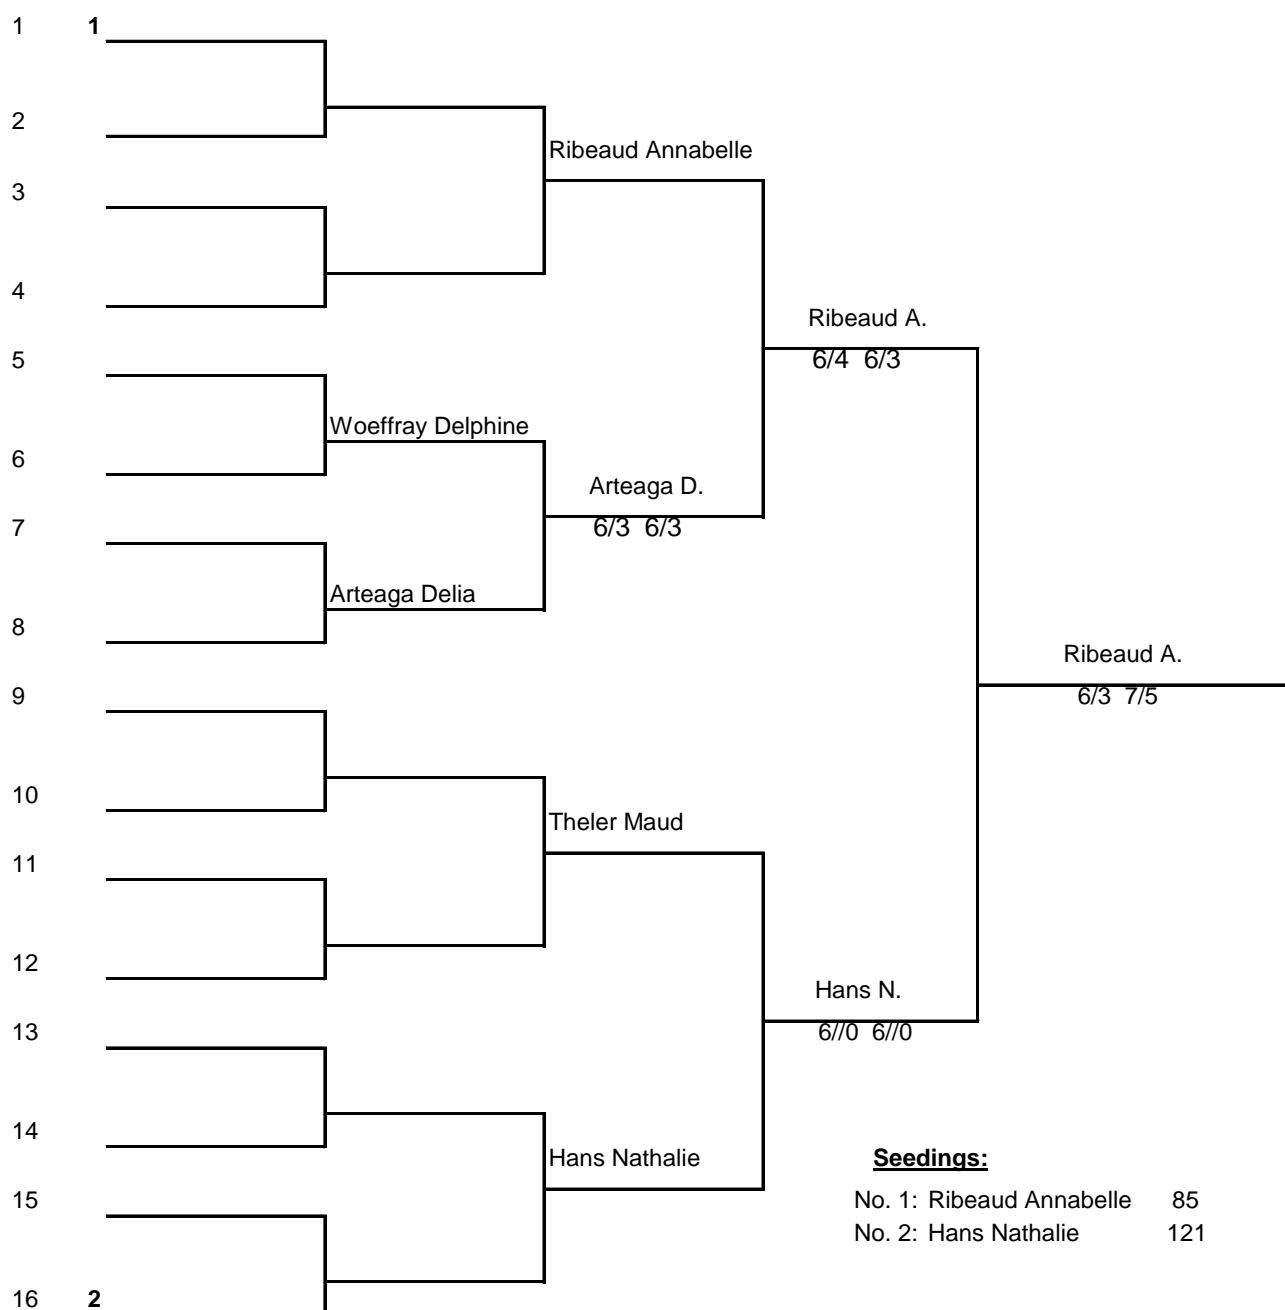 1 1
2
Ribeaud Annabelle
3
4
Ribeaud A.
5
6/4 6/3
Woeffray Delphine
6
Arteaga D.
7
6/3 6/3
Arteaga Delia
8
Ribeaud A.
9
6/3 7/5
10
Theler Maud
11
12
Hans N.
13
6//0 6//0
14
Hans Nathalie
Seedings:
15
No. 1: Ribeaud Annabelle 85
No. 2: Hans Nathalie 121
16 2